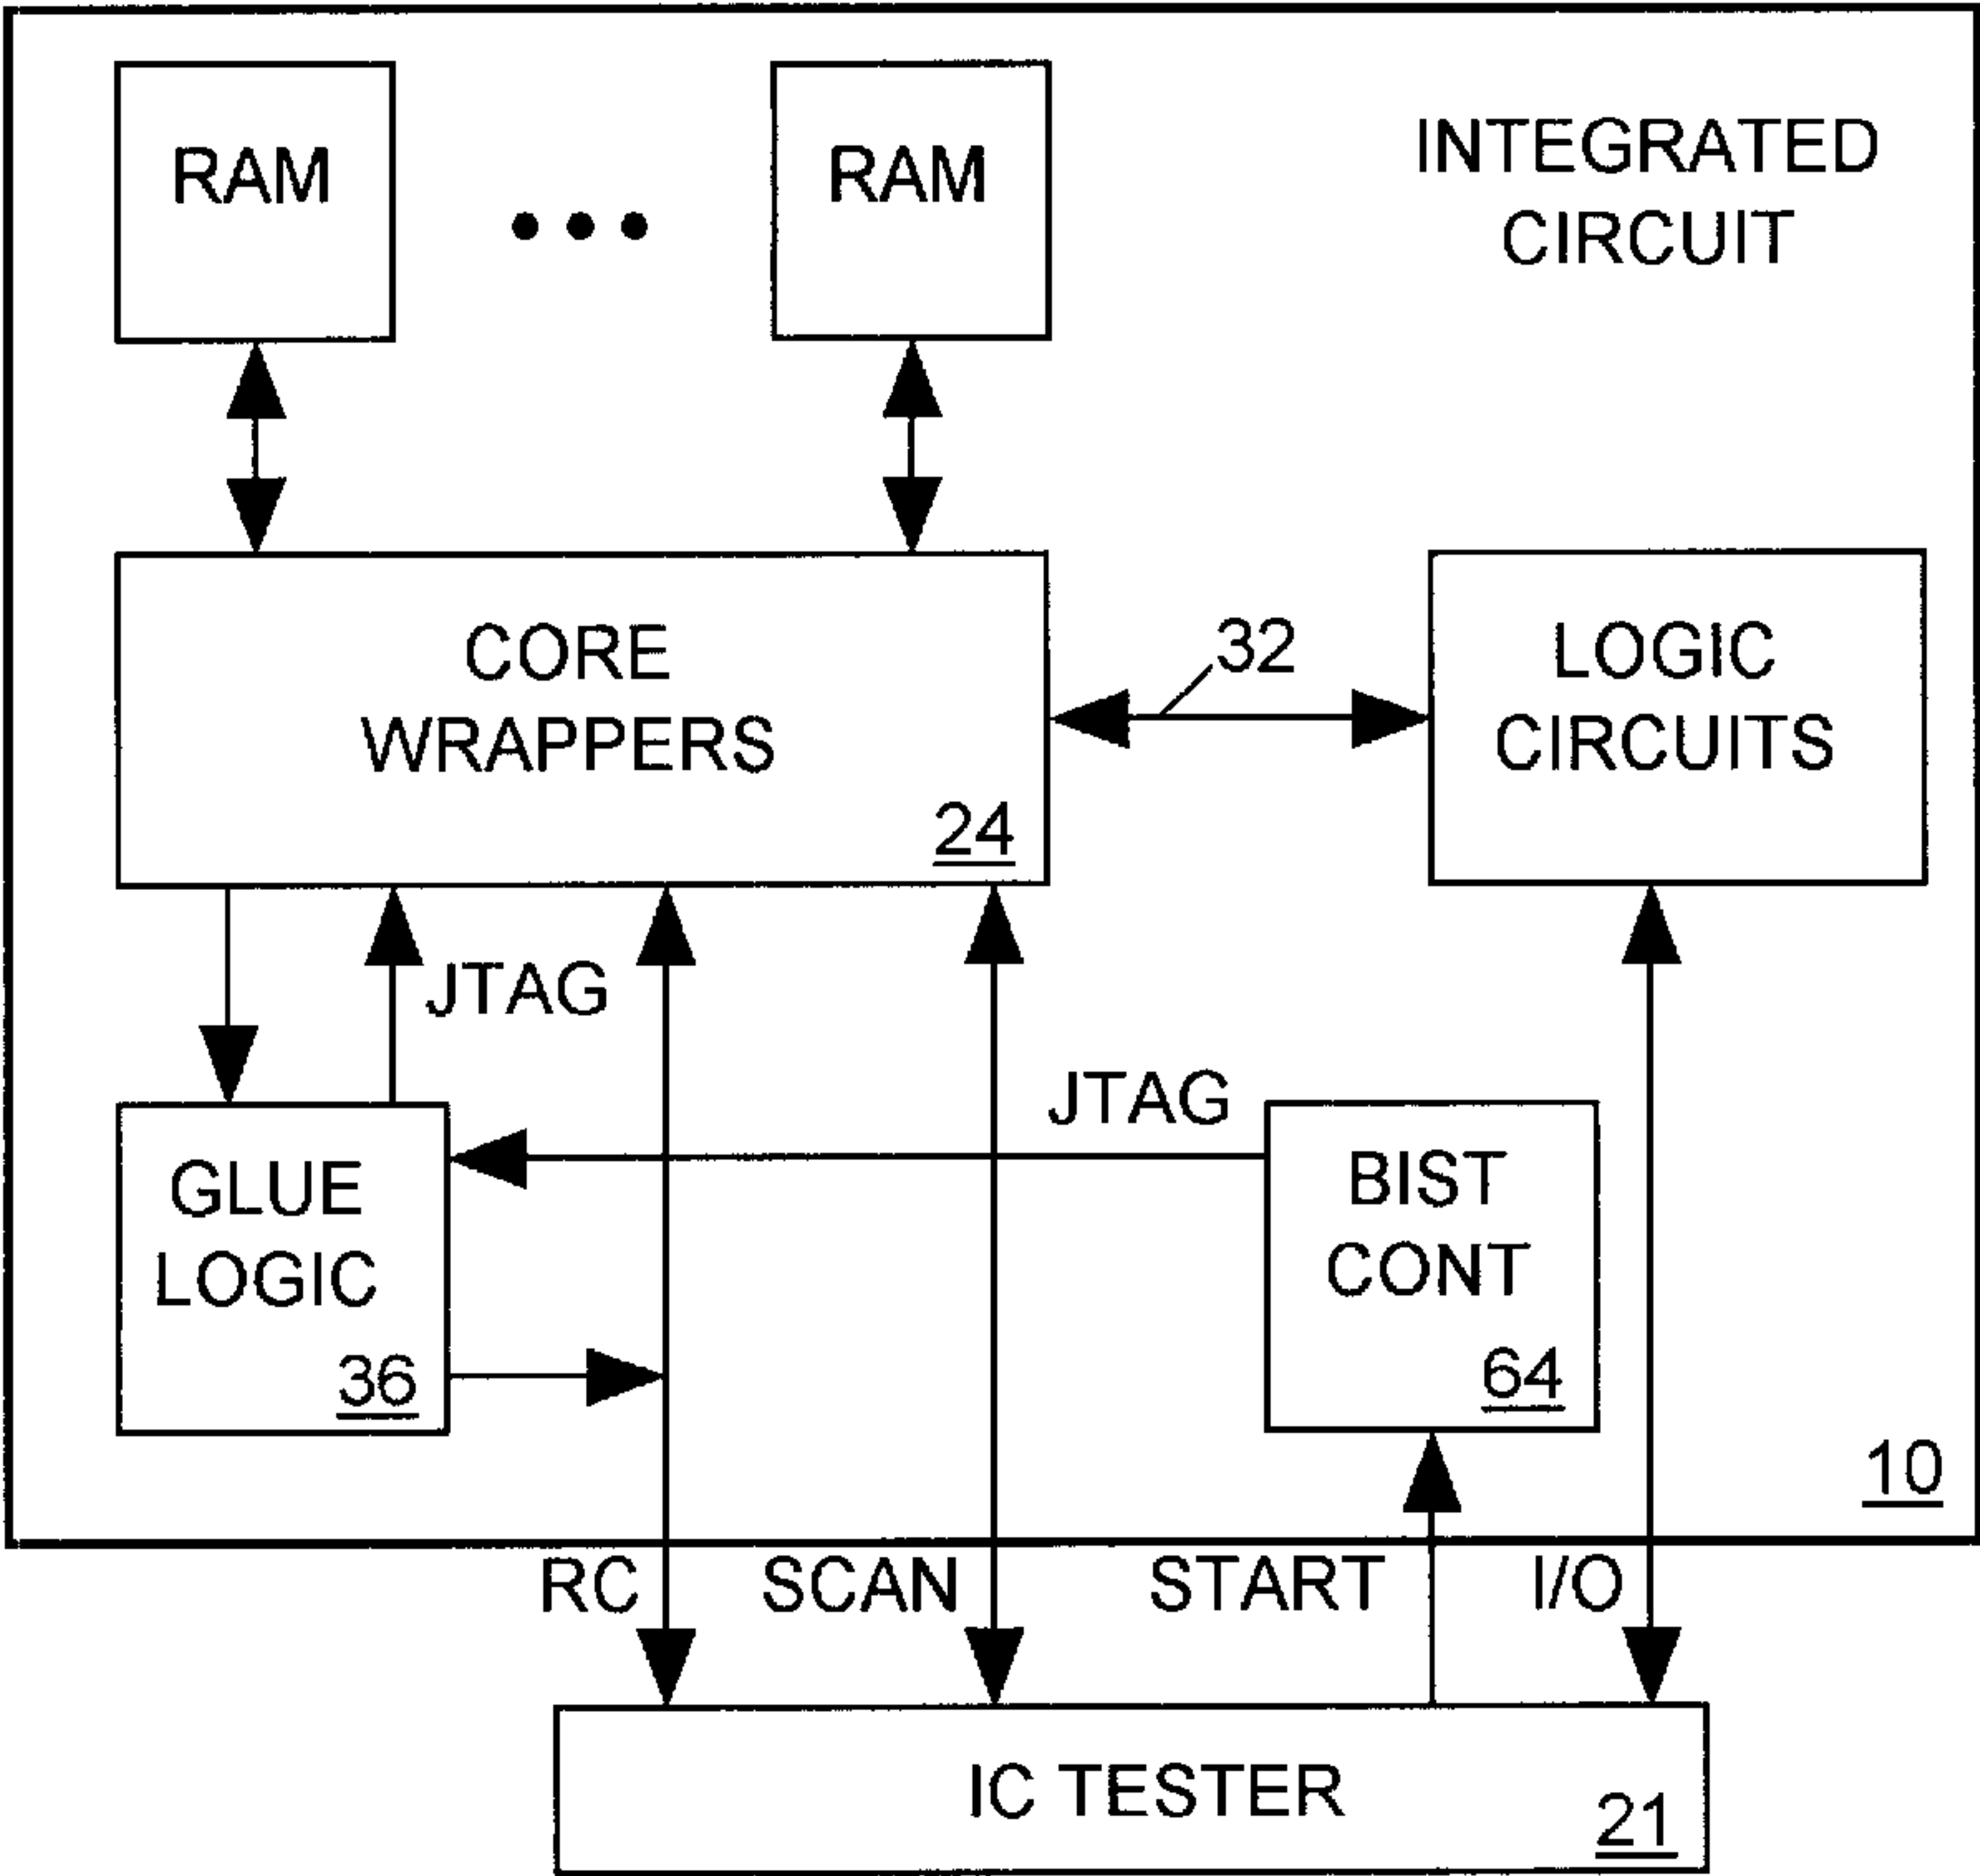 RAM
RAM
INTEGRATED
CIRCUIT
CORE
WRAPPERS
24
32
LOGIC
CIRCUITS
JTAG
JTAG
GLUE
LOGIC
36
BIST
CONT
64
10
RC
SCAN
START
I/O
IC TESTER
21